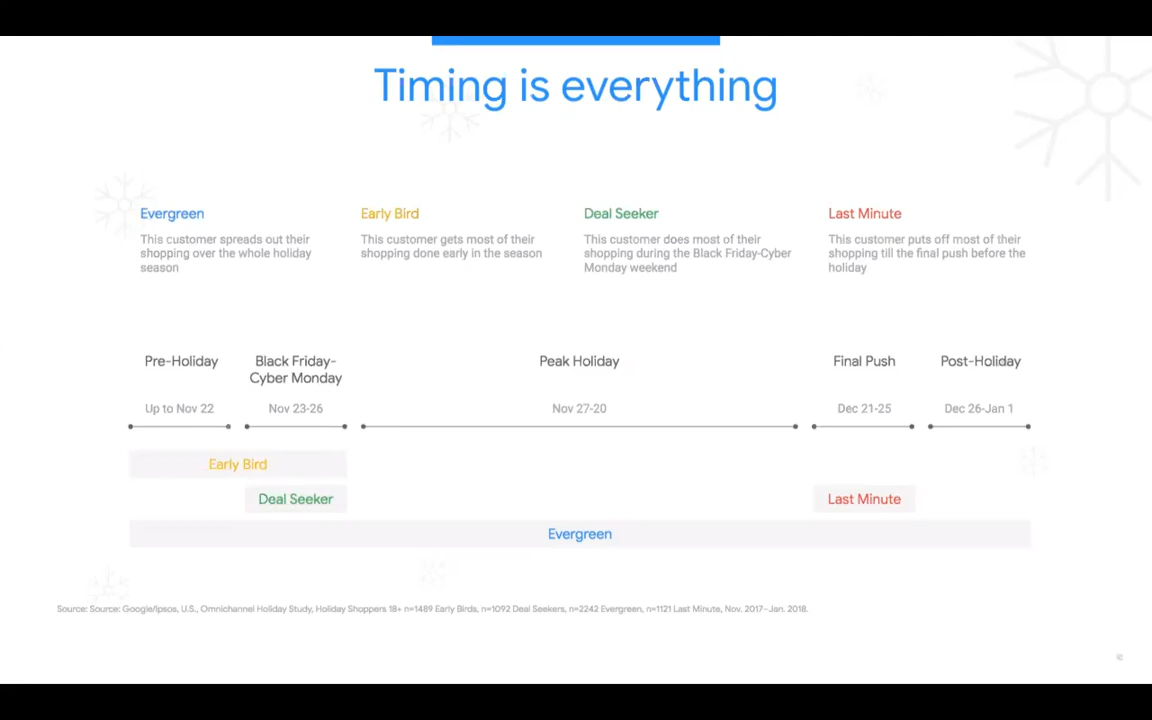 Timing is everything
Evergreen
This customer spreads out their
shopping over the whole holiday
season
Early Bird
This customer gets most of their
shopping done early in the season
Deal Seeker
This customer does most of their
shopping during the Black Friday-Cyber
Monday weekend
Last Minute
This customer puts off most of their
shopping till the final push before the
holiday
Pre-Holiday
Up to Nov 22
Black Friday-
Cyber Monday
Nov 23-26
Peak Holiday
Nov 27-20
Final Push
Dec 21-25
Post-Holiday
Dec 26-Jan 1
Early Bird
Deal Seeker
Last Minute
Evergreen
Source: Source: Google/Ipsos, U.S., Omnichannel Holiday Study, Holiday Shoppers 18+ n=1489 Early Birds, n=1092 Deal Seekers, n=2242 Evergreen, n=1121 Last Minute, Nov. 2017-Jan. 2018.